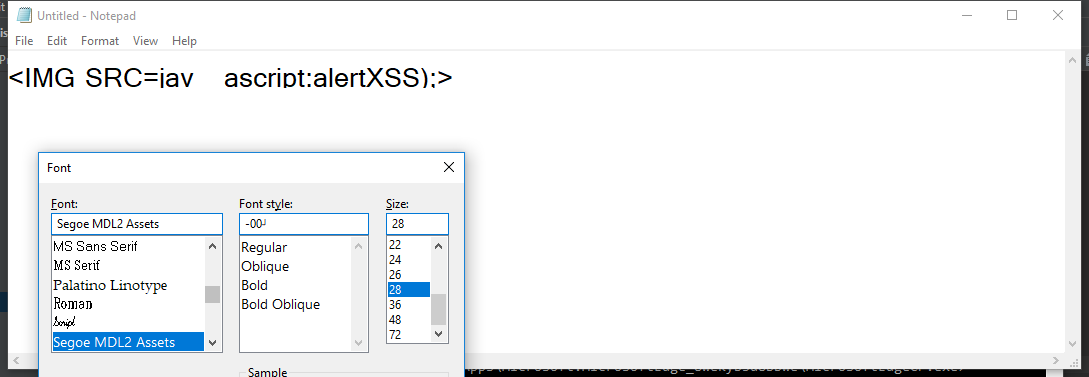 Untitled - Notepad
File Edit Format View Help
<IMG SRC=jav ascript:alertXSS);>
Font
Font: Font style: Size:
Segoe MDL2 Assets -00┘ 28
MS Sans Serif Regular 22
MS Serif Oblique 24
Palatino Linotype Bold 26
Roman Bold Oblique 28
Script 36
Segoe MDL2 Assets 48
72
Sample